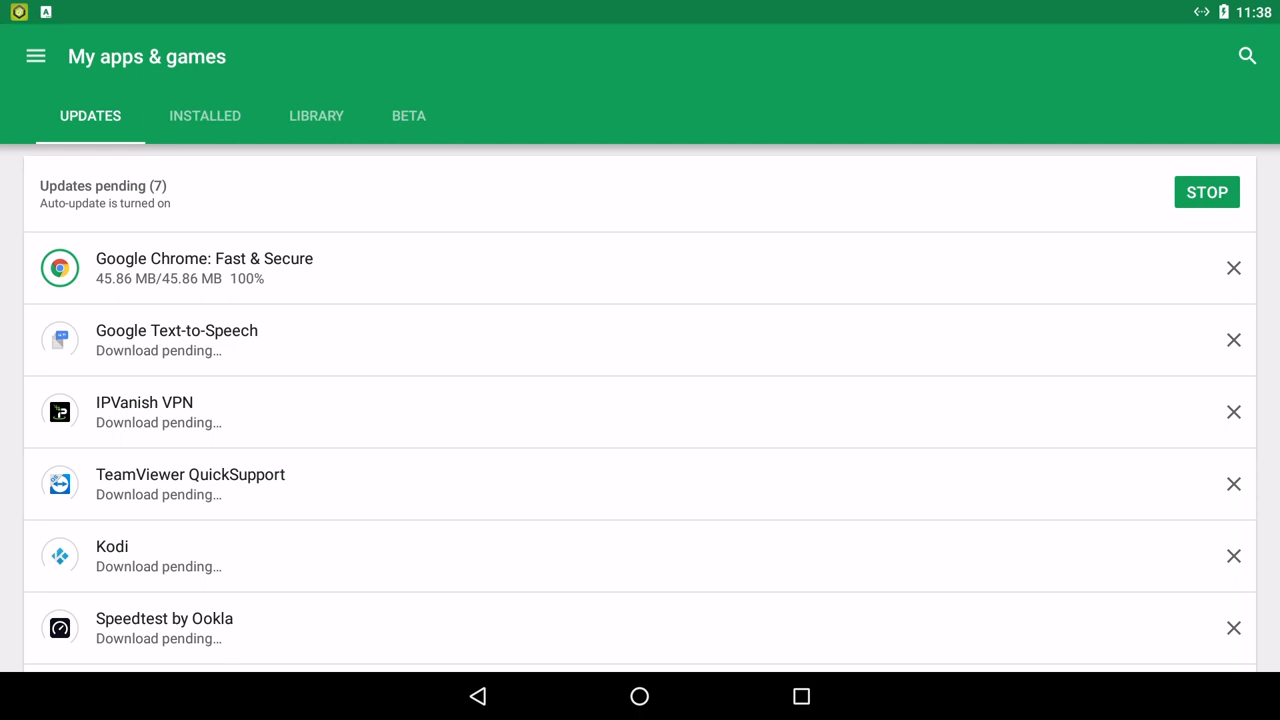 11:38
My apps & games
UPDATES INSTALLED LIBRARY BETA
Updates pending (7)
Auto-update is turned on
STOP
Google Chrome: Fast & Secure
45.86 MB/45.86 MB 100%
Google Text-to-Speech
Download pending...
IPVanish VPN
Download pending...
TeamViewer QuickSupport
Download pending...
Kodi
Download pending...
Speedtest by Ookla
Download pending...